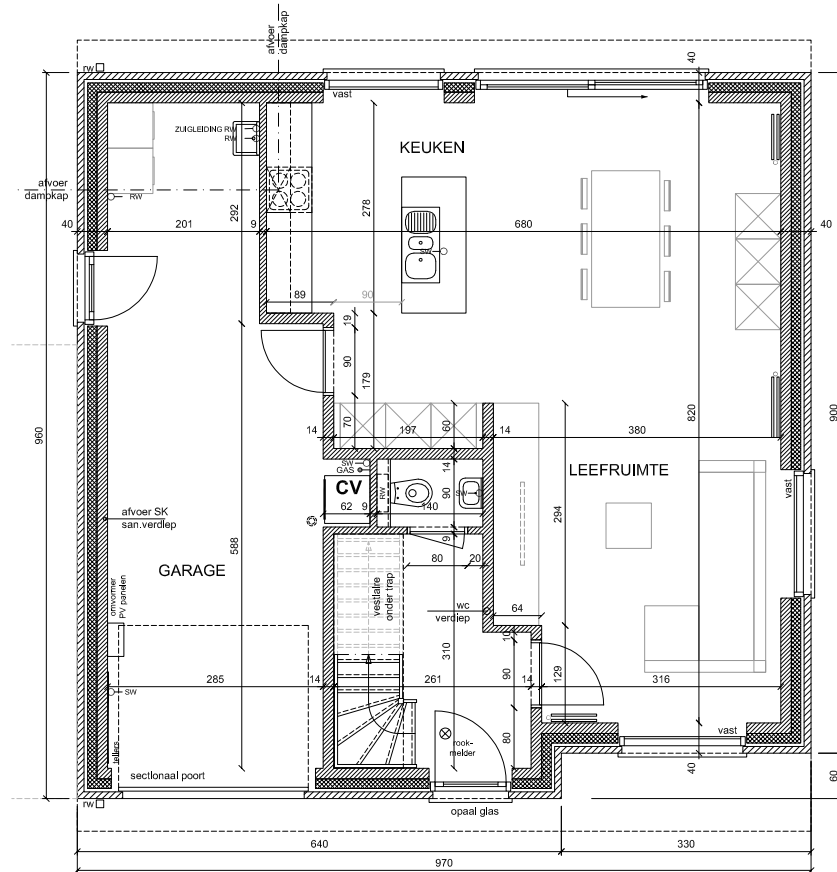 afvoer
dampkap
40
rw
vast
ZUIGLEIDING RW
RW
KEUKEN
afvoer
dampkap
RW
292
278
SW
40
201
9
680
40
89
90
19
90
179
70
820
900
960
14
197
60
14
380
SW
GAS
CV
62
9
RW
14
90
140
SW
LEEFRUIMTE
vast
294
afvoer SK
san.verdiep
588
9
80
20
GARAGE
omvormer
PV panelen
vestiaire
onder trap
wc
verdiep
64
310
10
90
129
285
14
261
14
316
SW
tellers
rook-
melder
80
vast
40
60
sectionaal poort
rw
opaal glas
640
330
970